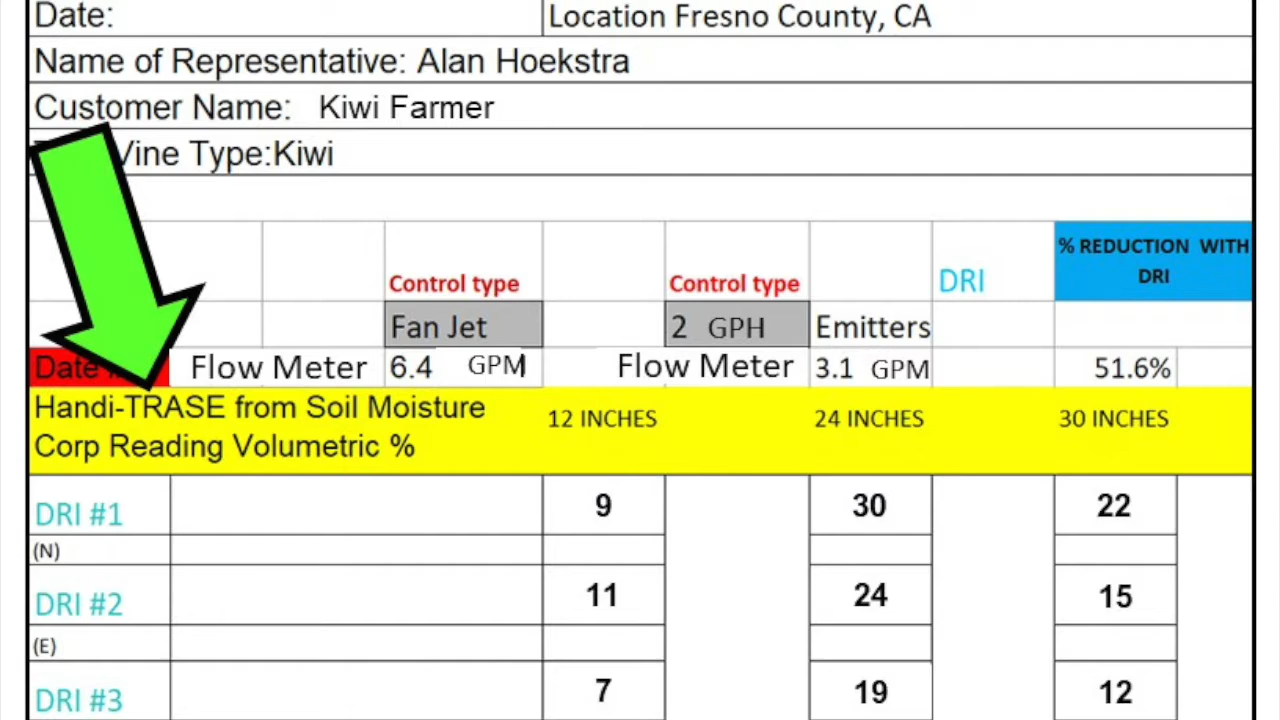 Date: Location Fresno County, CA
Name of Representative: Alan Hoekstra
Customer Name: Kiwi Farmer
Vine Type:Kiwi
% REDUCTION WITH
Control type Control type DRI DRI
Fan Jet 2 GPH Emitters
Date Flow Meter 6.4 GPM Flow Meter 3.1 GPM 51.6%
Handi-TRASE from Soil Moisture
Corp Reading Volumetric % 12 INCHES 24 INCHES 30 INCHES
DRI #1 9 30 22
(N)
DRI #2 11 24 15
(E)
DRI #3 7 19 12